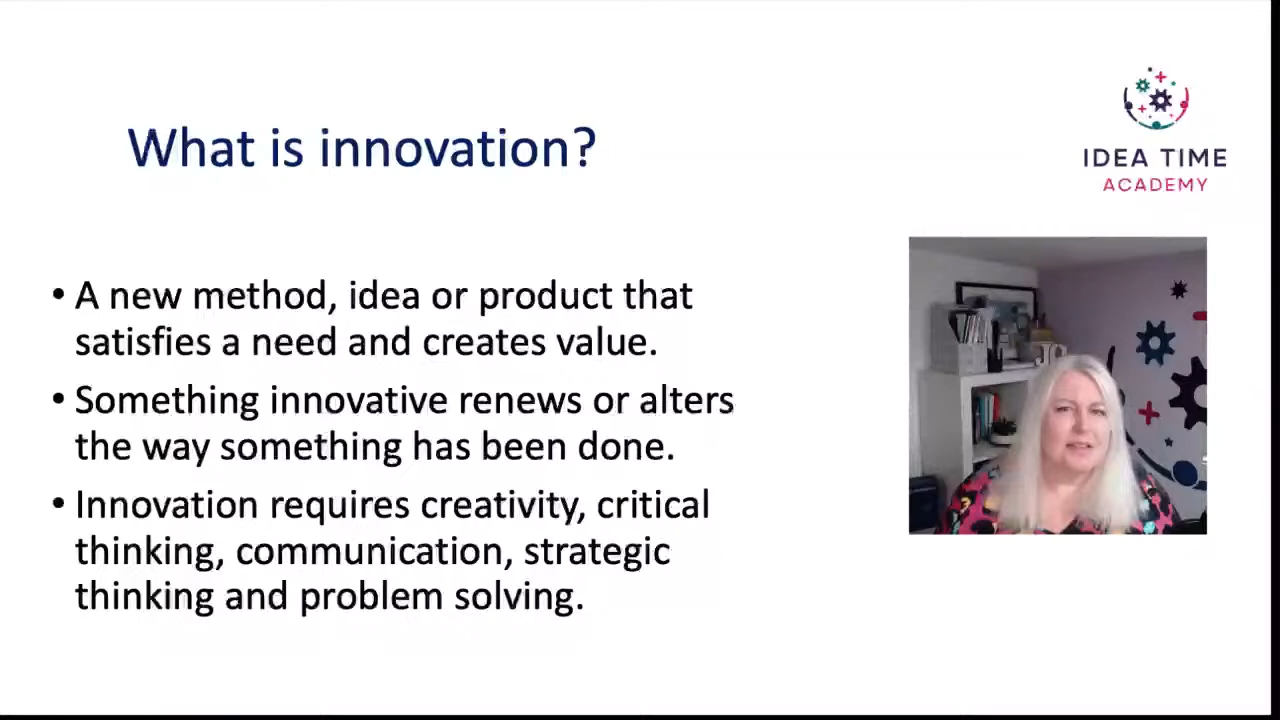 IDEA TIME
ACADEMY
What is innovation?
• A new method, idea or product that
satisfies a need and creates value.
• Something innovative renews or alters
the way something has been done.
• Innovation requires creativity, critical
thinking, communication, strategic
thinking and problem solving.